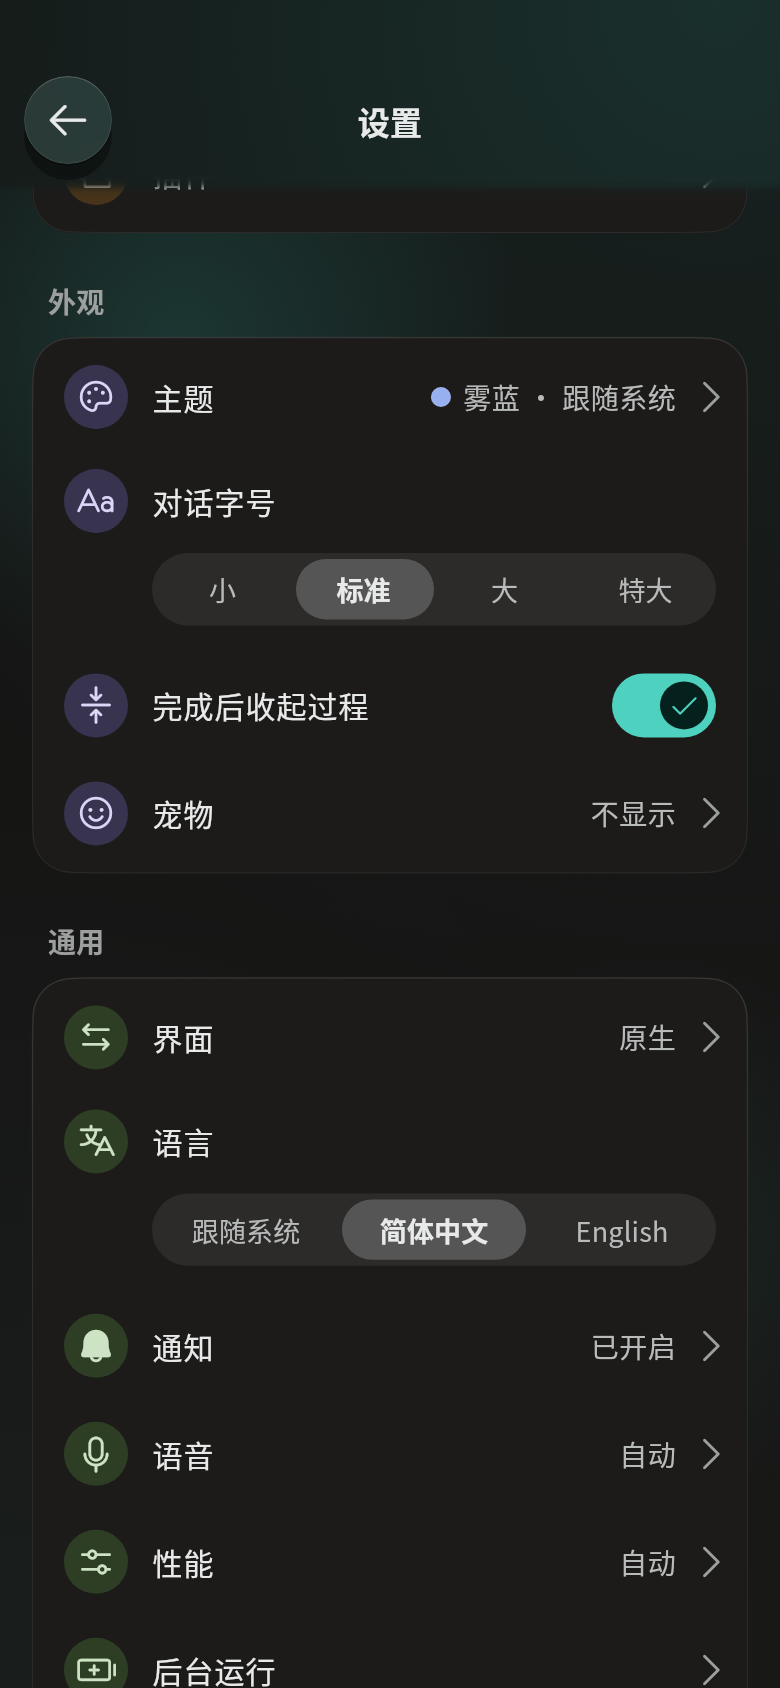 设置
外观
主题
雾蓝 · 跟随系统
Aa
对话字号
小 标准 大 特大
完成后收起过程
宠物
不显示
通用
界面
原生
语言
跟随系统 简体中文 English
通知
已开启
语音
自动
性能
自动
后台运行